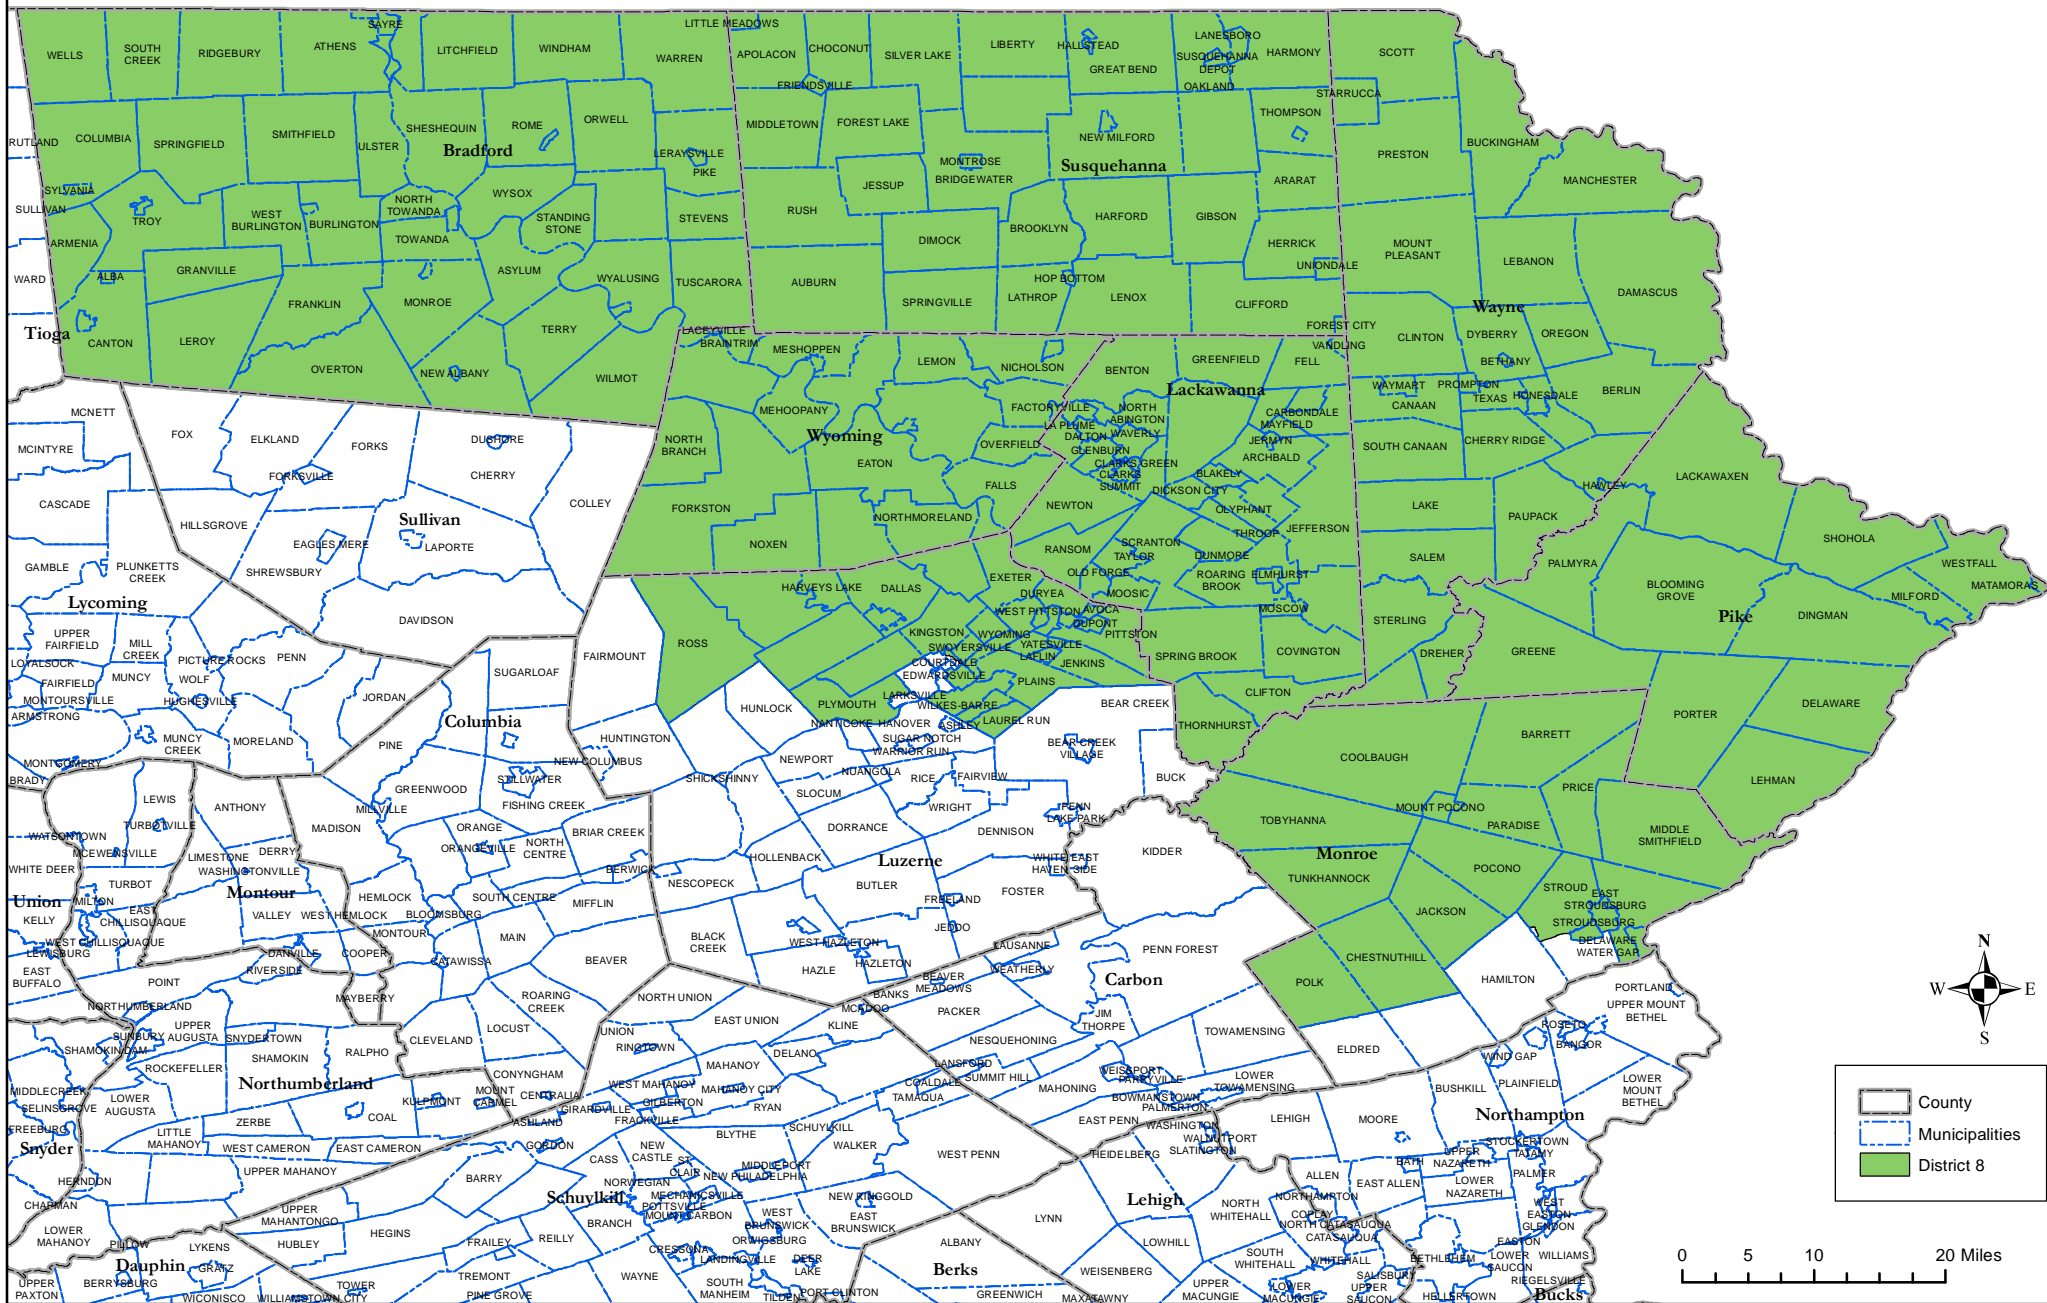 LITTLE MEADOWS
SAYRE
WELLS
SOUTH
CREEK
RIDGEBURY
ATHENS
LITCHFIELD
WINDHAM
WARREN
APOLACON
CHOCONUT
SILVER LAKE
LIBERTY
HALLSTEAD
GREAT BEND
LANESBORO
SUSQUEHANNA
DEPOT
OAKLAND
HARMONY
SCOTT
FRIENDSVILLE
STARRUCCA
RUTLAND
COLUMBIA
SPRINGFIELD
SMITHFIELD
ULSTER
SHESHEQUIN
ROME
ORWELL
Bradford
LERAYSVILLE
PIKE
MIDDLETOWN
FOREST LAKE
MONTROSE
BRIDGEWATER
NEW MILFORD
Susquehanna
THOMPSON
PRESTON
BUCKINGHAM
MANCHESTER
SYLVANIA
SULLIVAN
TROY
WEST
BURLINGTON
BURLINGTON
NORTH
TOWANDA
TOWANDA
WYSOX
STANDING
STONE
STEVENS
RUSH
JESSUP
DIMOCK
BROOKLYN
HARFORD
GIBSON
ARARAT
HERRICK
UNIONDALE
MOUNT
PLEASANT
LEBANON
DAMASCUS
ARMENIA
WARD
ALBA
GRANVILLE
FRANKLIN
MONROE
ASYLUM
WYALUSING
TUSCARORA
AUBURN
SPRINGVILLE
HOP BOTTOM
LATHROP
LENOX
CLIFFORD
FOREST CITY
VANDLING
Wayne
Tioga
CANTON
LEROY
OVERTON
NEW ALBANY
TERRY
WILMOT
LACEYVILLE
BRAINTRIM
MESHOPPEN
LEMON
NICHOLSON
BENTON
GREENFIELD
FELL
CLINTON
DYBERRY
OREGON
BETHANY
WAYMART
PROMPTON
TEXAS
HONESDALE
BERLIN
CANAAN
Lackawanna
MCNETT
MCINTYRE
FOX
ELKLAND
FORKS
DUSHORE
CHERRY
FORKSVILLE
CASCADE
HILLSGROVE
COLLEY
Sullivan
EAGLES MERE
LAPORTE
SHREWSBURY
DAVIDSON
GAMBLE
PLUNKETTS
CREEK
NORTH
BRANCH
MEHOOPANY
Wyoming
EATON
FACTORYVILLE
LA PLUME
OVERFIELD
FALLS
FORKSTON
NOXEN
NORTHMORELAND
DALTON
NORTH
ABINGTON
WAVERLY
GLENBURN
CLARKS GREEN
CLARKS
SUMMIT
CARBONDALE
MAYFIELD
JERMYN
ARCHBALD
BLAKELY
DICKSON CITY
OLYPHANT
THROOP
JEFFERSON
NEWTON
RANSOM
SCRANTON
TAYLOR
DUNMORE
OLD FORGE
ROARING
BROOK
ELMHURST
MOOSIC
MOSCOW
SPRING BROOK
COVINGTON
CLIFTON
THORNHURST
SOUTH CANAAN
CHERRY RIDGE
LAKE
PAUPACK
HAWLEY
SALEM
STERLING
DREHER
LACKAWAXEN
PALMYRA
SHOHOLA
WESTFALL
MATAMORAS
MILFORD
BLOOMING
GROVE
DINGMAN
Pike
GREENE
PORTER
DELAWARE
LEHMAN
Lycoming
UPPER
FAIRFIELD
MILL
CREEK
LOYALSOCK
FAIRFIELD
MUNCY
MONTOURSVILLE
ARMSTRONG
PICTURE ROCKS
WOLF
PENN
HUGHESVILLE
MUNCY
CREEK
MORELAND
JORDAN
MONTGOMERY
BRADY
HARVEYS LAKE
DALLAS
ROSS
EXETER
DURYEA
WEST PITTSTON
AVOCA
DUPONT
PITTSTON
KINGSTON
WYOMING
SWOYERSVILLE
YATESVILLE
LAFLIN
JENKINS
COURTDALE
EDWARDSVILLE
PLAINS
LARKSVILLE
WILKES-BARRE
PLYMOUTH
NANTICOKE
HANOVER
ASHLEY
LAUREL RUN
SUGAR NOTCH
WARRIOR RUN
BEAR CREEK
BEAR CREEK
VILLAGE
BUCK
FAIRMOUNT
HUNLOCK
HUNTINGTON
NEW COLUMBUS
SHICKSHINNY
NEWPORT
NUANGOLA
SLOCUM
RICE
FAIRVIEW
WRIGHT
DORRANCE
DENNISON
PENN
LAKE PARK
SUGARLOAF
Columbia
PINE
GREENWOOD
STILLWATER
FISHING CREEK
MILLVILLE
ORANGE
ORANGEVILLE
NORTH
CENTRE
BRIAR CREEK
BERWICK
LEWIS
TURBOTVILLE
ANTHONY
MADISON
WATSONTOWN
MCEWENSVILLE
LIMESTONE
DERRY
WASHINGTONVILLE
WHITE DEER
TURBOT
Montour
HEMLOCK
Union
MILTON
KELLY
EAST
CHILLISQUAQUE
WEST CHILLISQUAQUE
LEWISBURG
EAST
BUFFALO
VALLEY
WEST HEMLOCK
MONTOUR
BLOOMSBURG
SOUTH CENTRE
MIFFLIN
MAIN
BEAVER
DANVILLE
COOPER
CATAWISSA
RIVERSIDE
POINT
MAYBERRY
NORTHUMBERLAND
HOLLENBACK
NESCOPECK
Luzerne
BUTLER
FREELAND
FOSTER
JEDDO
WHITE
HAVEN
EAST
SIDE
BLACK
CREEK
WEST HAZLETON
HAZLE
HAZLETON
KIDDER
COOLBAUGH
BARRETT
TOBYHANNA
MOUNT POCONO
PARADISE
PRICE
MIDDLE
SMITHFIELD
Monroe
TUNKHANNOCK
POCONO
JACKSON
STROUD
EAST
STROUDSBURG
STROUDSBURG
DELAWARE
WATER GAP
HAMILTON
CHESTNUTHILL
POLK
ELDRED
LAUSANNE
WEATHERLY
BEAVER
MEADOWS
BANKS
MCADOO
PENN FOREST
Carbon
JIM
THORPE
TOWAMENSING
PACKER
NESQUEHONING
LANSFORD
SUMMIT HILL
COALDALE
TAMAQUA
MAHONING
WEISSPORT
PARRYVILLE
BOWMANSTOWN
PALMERTON
LOWER
TOWAMENSING
EAST PENN
PORTLAND
UPPER MOUNT
BETHEL
ROSETO
BANGOR
WIND GAP
BUSHKILL
PLAINFIELD
LOWER
MOUNT
BETHEL
Northampton
SUNBURY
SHAMOKIN DAM
UPPER
AUGUSTA
SNYDERTOWN
SHAMOKIN
RALPHO
ROCKEFELLER
Northumberland
MIDDLECREEK
SELINSGROVE
FREEBURG
Snyder
LOWER
AUGUSTA
LITTLE
MAHANOY
ZERBE
COAL
KULPMONT
MOUNT
CARMEL
WEST CAMERON
EAST CAMERON
UPPER MAHANOY
HERNDON
CHAPMAN
LOWER
MAHANOY
PILLOW
Dauphin
BERRYSBURG
LYKENS
GRATZ
UPPER
PAXTON
WICONISCO
WILLIAMSTOWN
TOWER
CITY
CLEVELAND
LOCUST
ROARING
CREEK
CONYNGHAM
CENTRALIA
NORTH UNION
UNION
RINGTOWN
EAST UNION
KLINE
MAHANOY
DELANO
WEST MAHANOY
MAHANOY CITY
GILBERTON
GIRARDVILLE
FRACKVILLE
RYAN
ASHLAND
GORDON
BLYTHE
SCHUYLKILL
WALKER
CASS
NEW
CASTLE
ST.
CLAIR
MIDDLEPORT
NEW PHILADELPHIA
NORWEGIAN
MECHANICSVILLE
POTTSVILLE
MOUNT CARBON
Schuylkill
BARRY
UPPER
MAHANTONGO
HUBLEY
HEGINS
FRAILEY
REILLY
BRANCH
TREMONT
PINE GROVE
WAYNE
CRESSONA
LANDINGVILLE
SOUTH
MANHEIM
WEST
BRUNSWICK
ORWIGSBURG
DEER
LAKE
PORT CLINTON
TILDEN
NEW RINGGOLD
EAST
BRUNSWICK
WEST PENN
HEIDELBERG
WASHINGTON
WALNUTPORT
SLATINGTON
LEHIGH
MOORE
Lehigh
LYNN
ALBANY
Berks
GREENWICH
MAXATAWNY
LOWHILL
WEISENBERG
NORTH
WHITEHALL
SOUTH
WHITEHALL
UPPER
MACUNGIE
LOWER
MACUNGIE
WHITEHALL
SALISBURY
UPPER
SAUCON
ALLEN
NORTHAMPTON
COPLAY
NORTH CATASAUQUA
CATASAUQUA
BATH
EAST ALLEN
UPPER
NAZARETH
LOWER
NAZARETH
STOCKERTOWN
TATAMY
PALMER
WEST
EASTON
GLENDON
EASTON
BETHLEHEM
LOWER
SAUCON
WILLIAMS
HELLERTOWN
RIEGELSVILLE
Bucks
N
W E
S
County
Municipalities
District 8
0 5 10 20 Miles